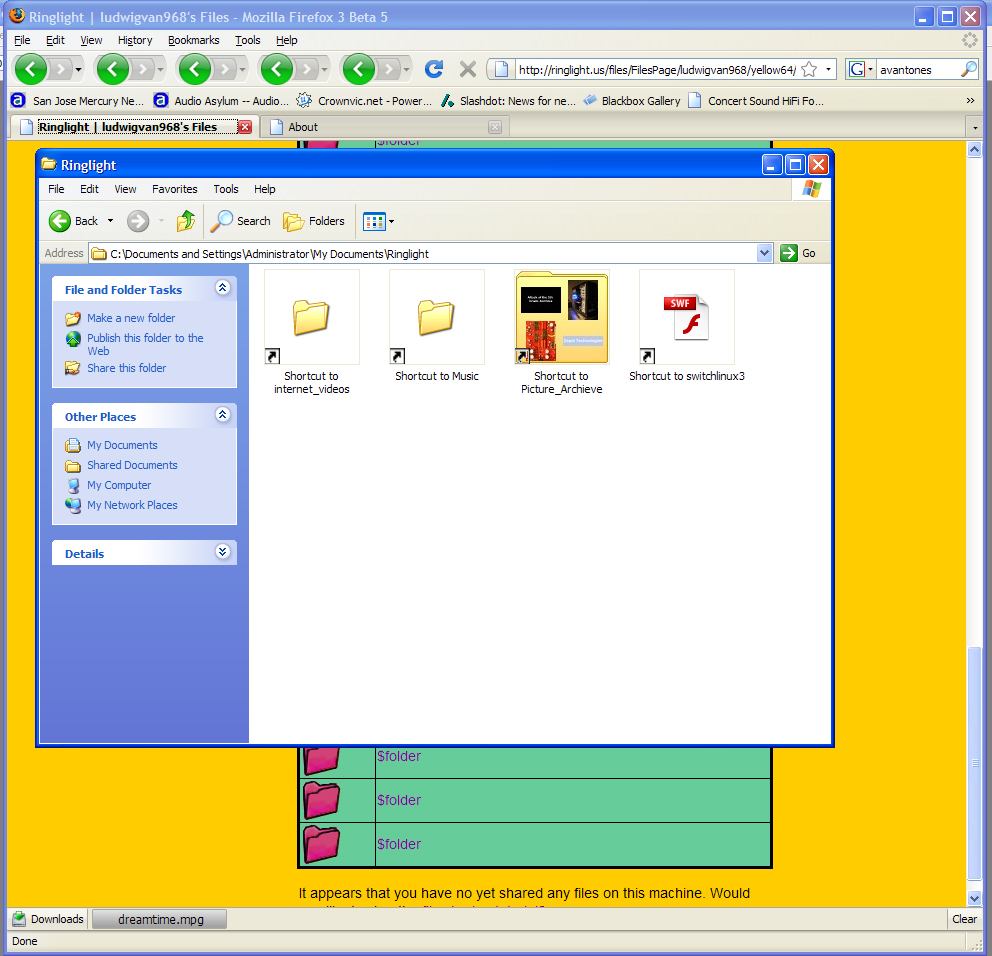 Ringlight | ludwigvan968's Files - Mozilla Firefox 3 Beta 5
File Edit View History Bookmarks Tools Help
http://ringlight.us/files/FilesPage/ludwigvan968/yellow64/
G avantones
San Jose Mercury Ne... Audio Asylum -- Audio... Crownvic.net - Power... Slashdot: News for ne... Blackbox Gallery Concert Sound HiFi Fo... »
Ringlight | ludwigvan968's Files
About
$folder
Ringlight
File Edit View Favorites Tools Help
Back Search Folders
Address C:\Documents and Settings\Administrator\My Documents\Ringlight Go
File and Folder Tasks
Make a new folder
Publish this folder to the
Web
Share this folder
Other Places
My Documents
Shared Documents
My Computer
My Network Places
Details
Shortcut to
internet_videos
Shortcut to Music
Shortcut to
Picture_Archieve
SWF
Shortcut to switchlinux3
$folder
$folder
$folder
It appears that you have no yet shared any files on this machine. Would
Downloads dreamtime.mpg Clear
Done